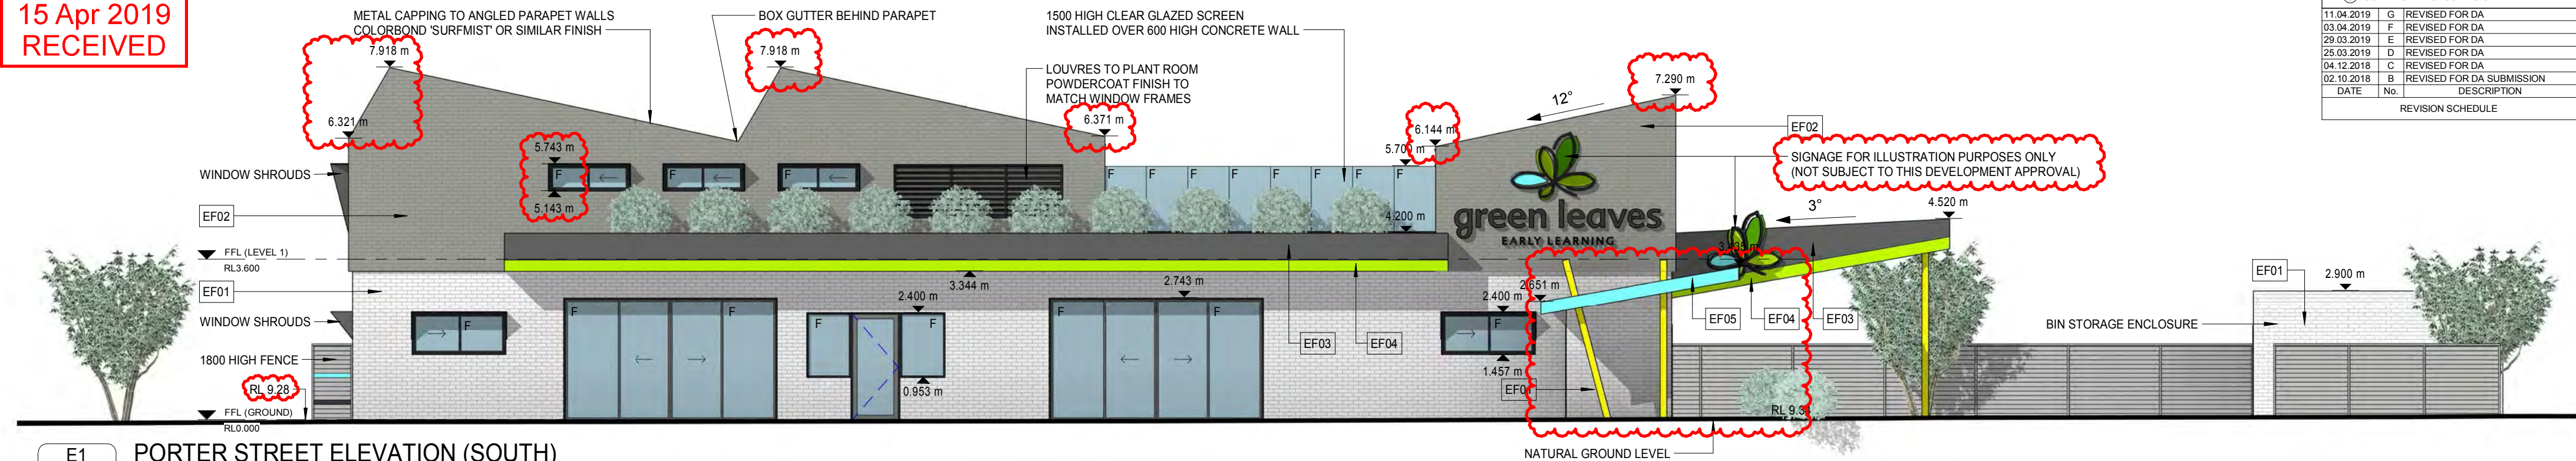 15 Apr 2019
RECEIVED
METAL CAPPING TO ANGLED PARAPET WALLS
COLORBOND 'SURFMIST' OR SIMILAR FINISH
7.918 m
6.321 m
BOX GUTTER BEHIND PARAPET
7.918 m
1500 HIGH CLEAR GLAZED SCREEN
INSTALLED OVER 600 HIGH CONCRETE WALL
LOUVRES TO PLANT ROOM
POWDERCOAT FINISH TO
MATCH WINDOW FRAMES
6.371 m
12°
7.290 m
6.144 m
5.700 m
EF02
SIGNAGE FOR ILLUSTRATION PURPOSES ONLY
(NOT SUBJECT TO THIS DEVELOPMENT APPROVAL)
11.04.2019 G REVISED FOR DA
03.04.2019 F REVISED FOR DA
29.03.2019 E REVISED FOR DA
25.03.2019 D REVISED FOR DA
04.12.2018 C REVISED FOR DA
02.10.2018 B REVISED FOR DA SUBMISSION
DATE No. DESCRIPTION
REVISION SCHEDULE
5.743 m
F F F
F F F F F F F F
5.143 m
WINDOW SHROUDS
EF02
4.200 m
green leaves
EARLY LEARNING
3°
4.520 m
FFL (LEVEL 1)
RL3.600
EF01
3.344 m
2.743 m
2.400 m
2.400 m
2.651 m
EF01
2.900 m
WINDOW SHROUDS
F F F F F F F F
EF03
EF04
EF05
EF04
EF03
BIN STORAGE ENCLOSURE
1800 HIGH FENCE
RL 9.28
0.953 m
1.457 m
FFL (GROUND)
RL0.000
E1
PORTER STREET ELEVATION (SOUTH)
NATURAL GROUND LEVEL